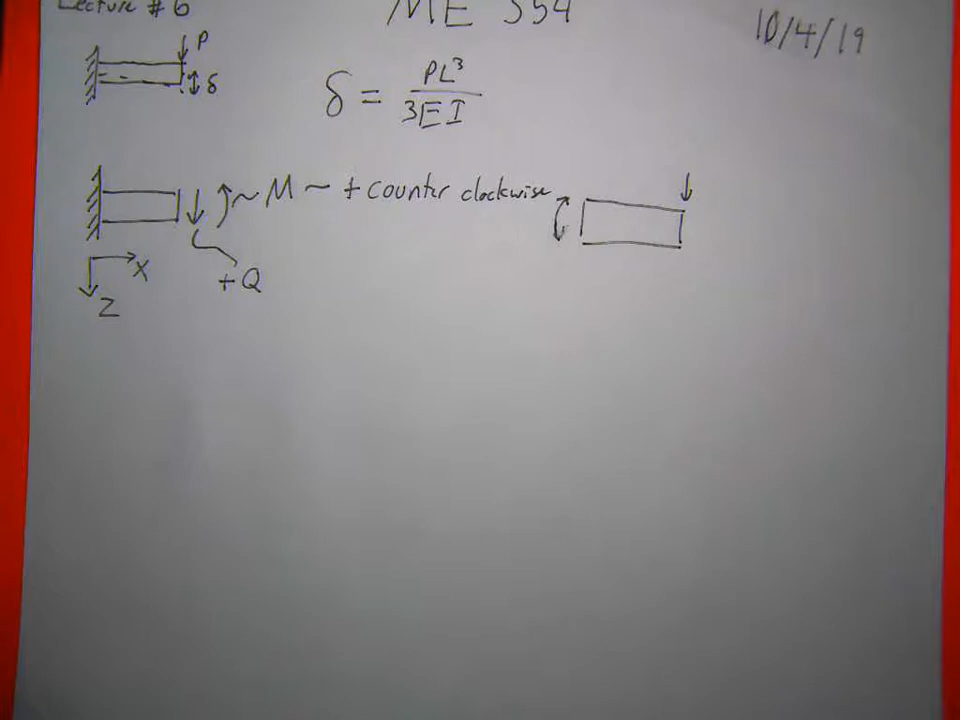 Lecture #6
ME 354
10/4/19
P
δ
δ = PL³ / 3EI
~ M ~ + counter clockwise
+Q
X
Z